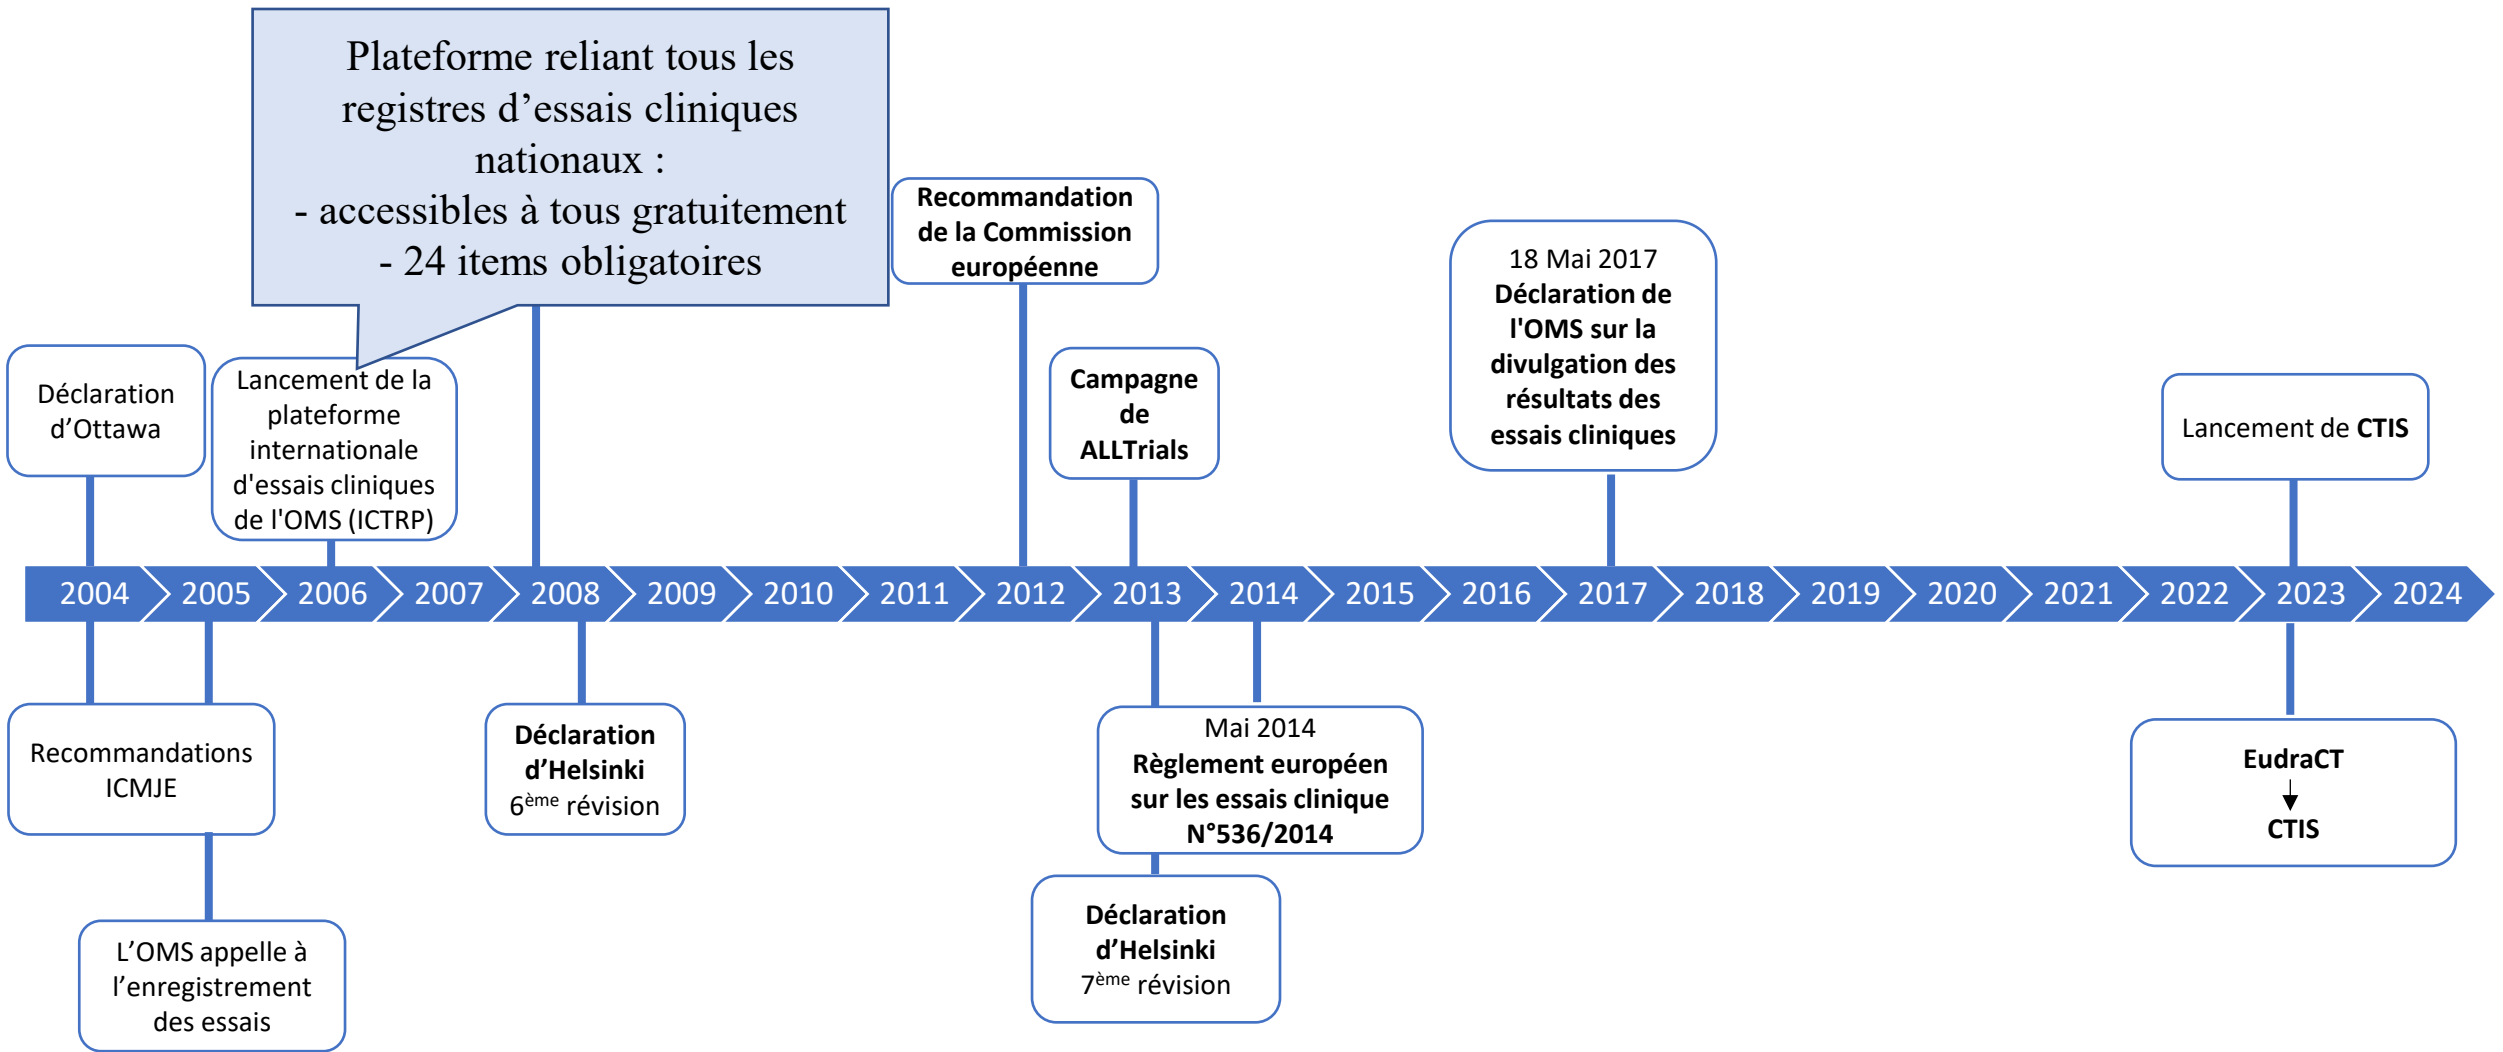 Plateforme reliant tous les
registres d’essais cliniques
nationaux :
- accessibles à tous gratuitement
- 24 items obligatoires
Déclaration
d’Ottawa
Lancement de la
plateforme
internationale
d'essais cliniques
de l'OMS (ICTRP)
Recommandation
de la Commission
européenne
Campagne
de
ALLTrials
18 Mai 2017
Déclaration de
l'OMS sur la
divulgation des
résultats des
essais cliniques
Lancement de CTIS
2004 2005 2006 2007 2008 2009 2010 2011 2012 2013 2014 2015 2016 2017 2018 2019 2020 2021 2022 2023 2024
Recommandations
ICMJE
L’OMS appelle à
l’enregistrement
des essais
Déclaration
d’Helsinki
6ème révision
Mai 2014
Règlement européen
sur les essais clinique
N°536/2014
Déclaration
d’Helsinki
7ème révision
EudraCT
CTIS